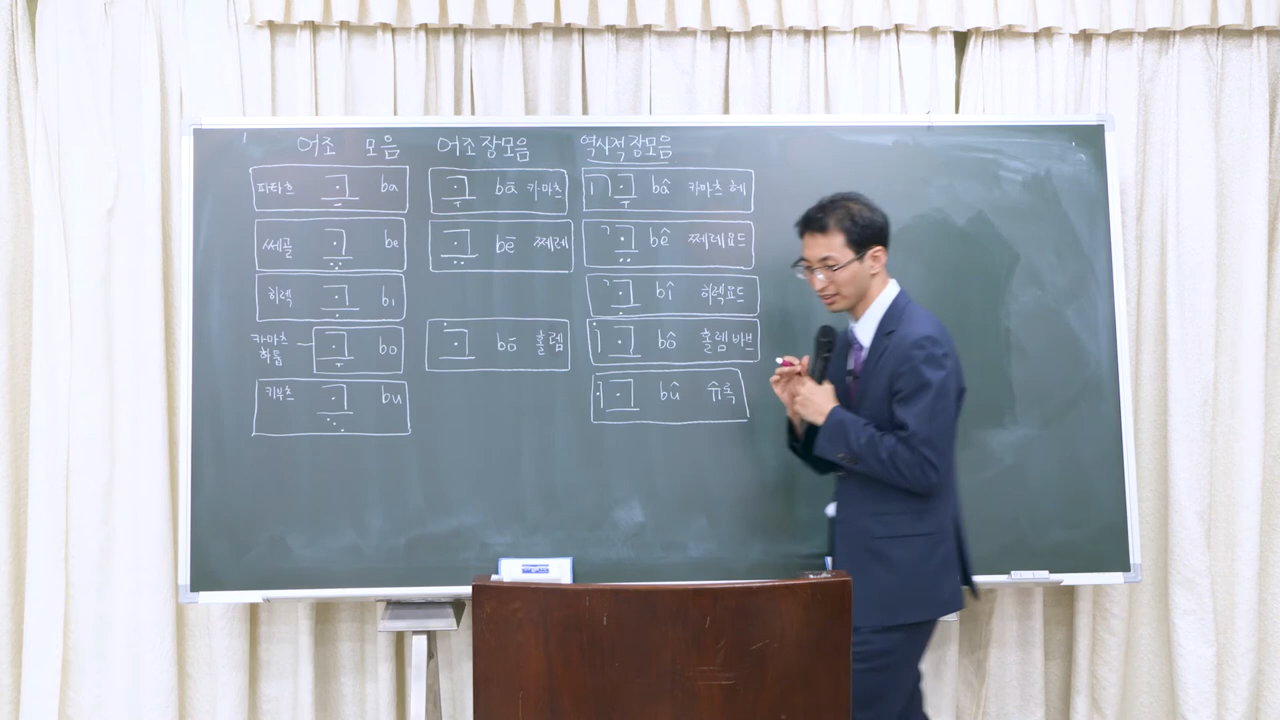 어조 모음 어조 장모음 역사적 장모음
파타흐 בַּ ba בָּ bā 카마츠 בָּה bâ 카마츠 헤
쎄골 בֶּ be בֵּ bē 쩨레 בֵּי bê 쩨레 요드
히렉 בִּ bi בִּי bî 히렉 요드
카마츠 하툽 בָּ bo בֹּ bō 홀렘 בּוֹ bô 홀렘 바브
키부츠 בֻּ bu בּוּ bû 슈룩